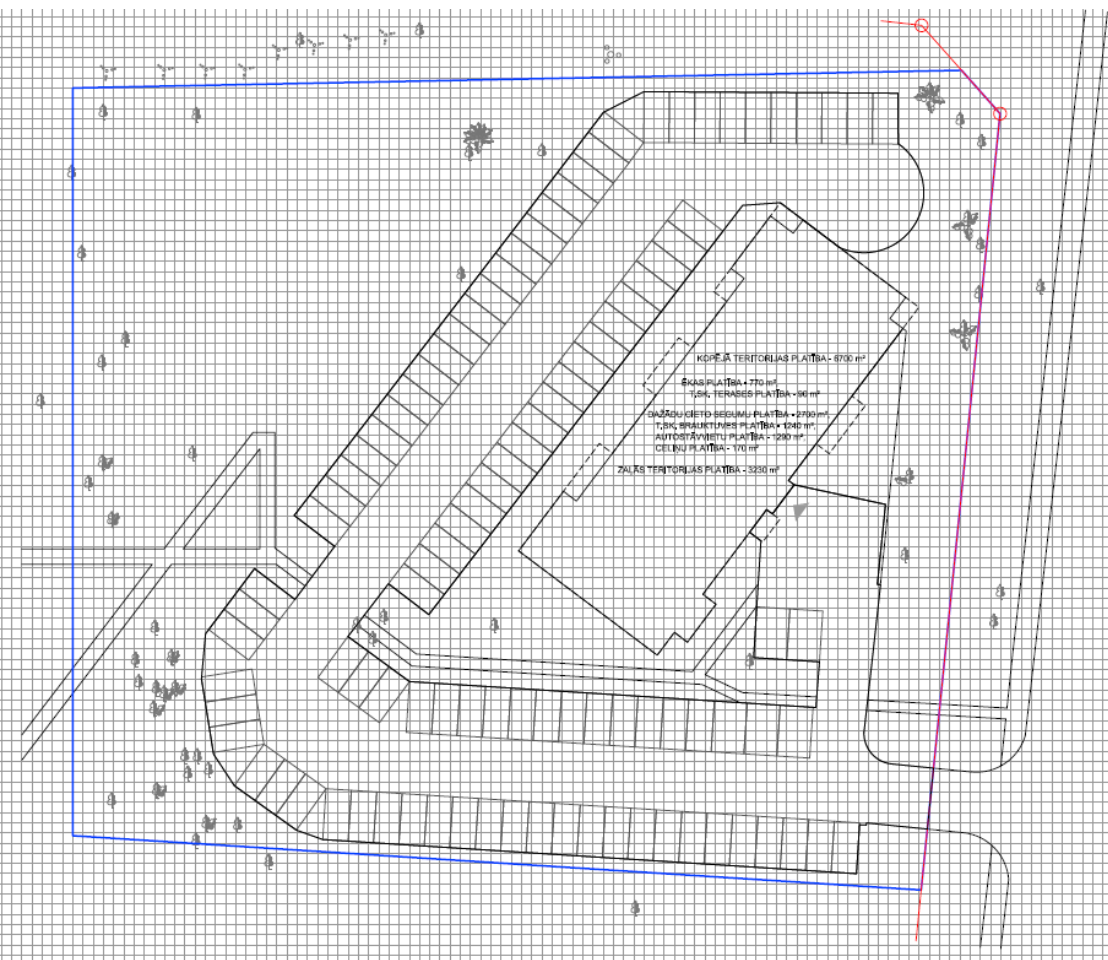 KOPĒJĀ TERITORIJAS PLATĪBA - 6700 m²
ĒKAS PLATĪBA - 770 m²,
T.SK. TERASES PLATĪBA - 90 m²
DAŽĀDU CIETO SEGUMU PLATĪBA - 2700 m²,
T.SK. BRAUKTUVES PLATĪBA - 1240 m²,
AUTOSTĀVVIETU PLATĪBA - 1290 m²,
CELIŅU PLATĪBA - 170 m²
ZAĻĀS TERITORIJAS PLATĪBA - 3230 m²